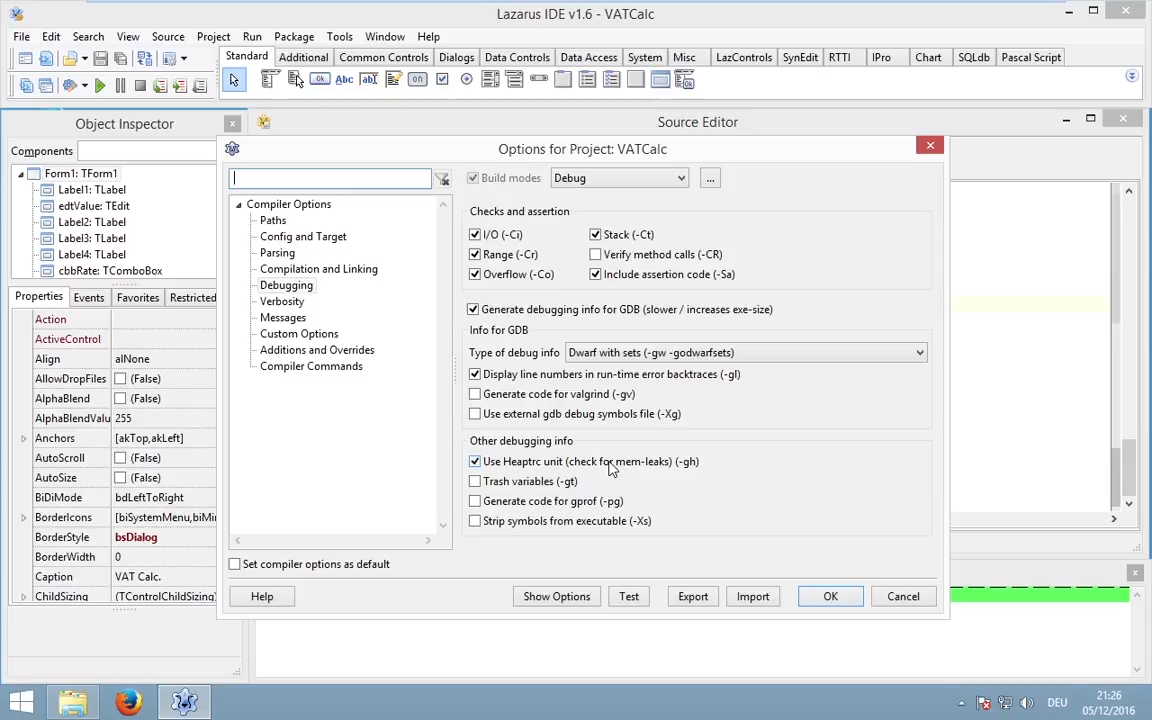 Lazarus IDE v1.6 - VATCalc
File Edit Search View Source Project Run Package Tools Window Help
Standard Additional Common Controls Dialogs Data Controls Data Access System Misc LazControls SynEdit RTTI IPro Chart SQLdb Pascal Script
Ok Abc ab on
Object Inspector
Source Editor
Components
Form1: TForm1
Label1: TLabel
edtValue: TEdit
Label2: TLabel
Label3: TLabel
Label4: TLabel
cbbRate: TComboBox
Properties Events Favorites Restricted
Action
ActiveControl
Align alNone
AllowDropFiles (False)
AlphaBlend (False)
AlphaBlendValu 255
Anchors [akTop,akLeft]
AutoScroll (False)
AutoSize (False)
BiDiMode bdLeftToRight
BorderIcons [biSystemMenu,biMi
BorderStyle bsDialog
BorderWidth 0
Caption VAT Calc.
ChildSizing (TControlChildSizing)
Options for Project: VATCalc
Build modes Debug ...
Compiler Options
Paths
Config and Target
Parsing
Compilation and Linking
Debugging
Verbosity
Messages
Custom Options
Additions and Overrides
Compiler Commands
Checks and assertion
I/O (-Ci) Stack (-Ct)
Range (-Cr) Verify method calls (-CR)
Overflow (-Co) Include assertion code (-Sa)
Generate debugging info for GDB (slower / increases exe-size)
Info for GDB
Type of debug info Dwarf with sets (-gw -godwarfsets)
Display line numbers in run-time error backtraces (-gl)
Generate code for valgrind (-gv)
Use external gdb debug symbols file (-Xg)
Other debugging info
Use Heaptrc unit (check for mem-leaks) (-gh)
Trash variables (-gt)
Generate code for gprof (-pg)
Strip symbols from executable (-Xs)
Set compiler options as default
Help Show Options Test Export Import OK Cancel
DEU
21:26
05/12/2016